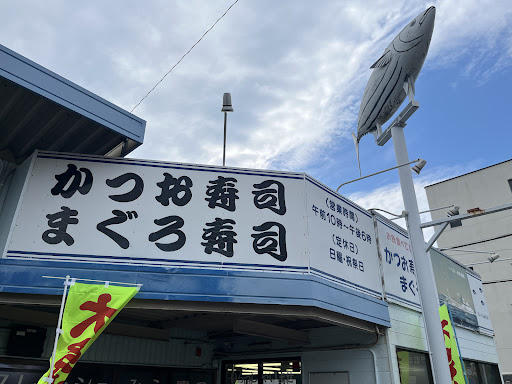 かつお寿司
まぐろ寿司
(営業時間)
午前10時〜午後6時
(定休日)
日曜・祝祭日
かつお寿
まぐ
大